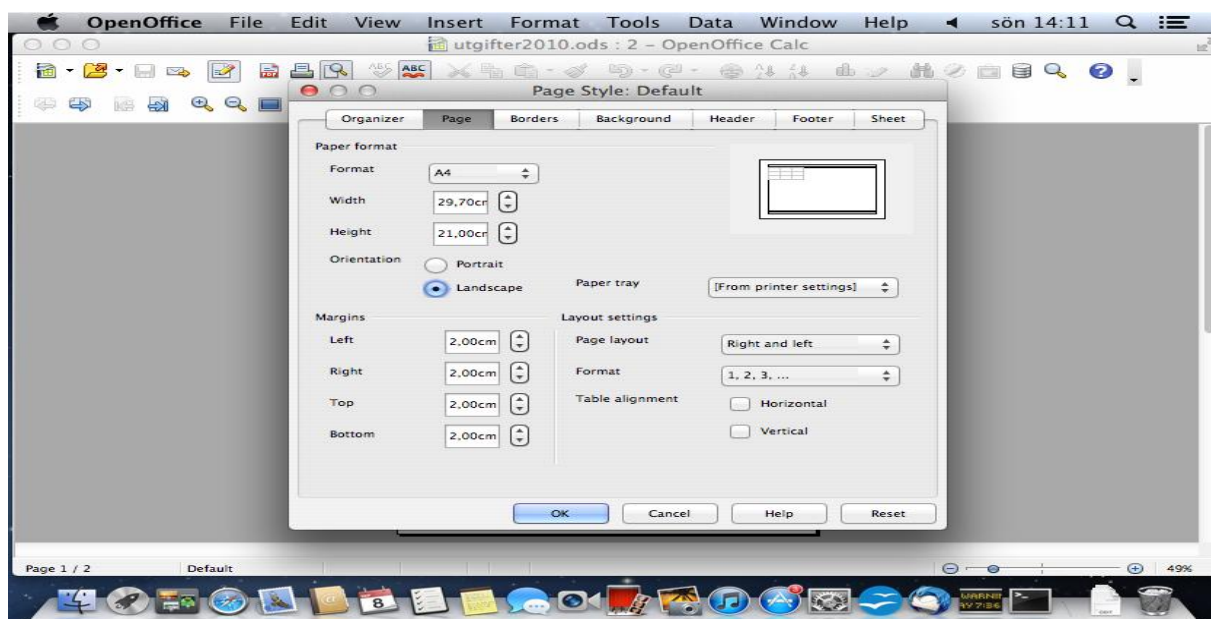 OpenOffice File Edit View Insert Format Tools Data Window Help sön 14:11
utgifter2010.ods : 2 – OpenOffice Calc
ABC
Page Style: Default
Organizer Page Borders Background Header Footer Sheet
Paper format
Format A4
Width 29,70cm
Height 21,00cm
Orientation Portrait
Landscape
Paper tray [From printer settings]
Margins
Left 2,00cm
Right 2,00cm
Top 2,00cm
Bottom 2,00cm
Layout settings
Page layout Right and left
Format 1, 2, 3, ...
Table alignment Horizontal
Vertical
OK Cancel Help Reset
Page 1 / 2 Default 49%
8